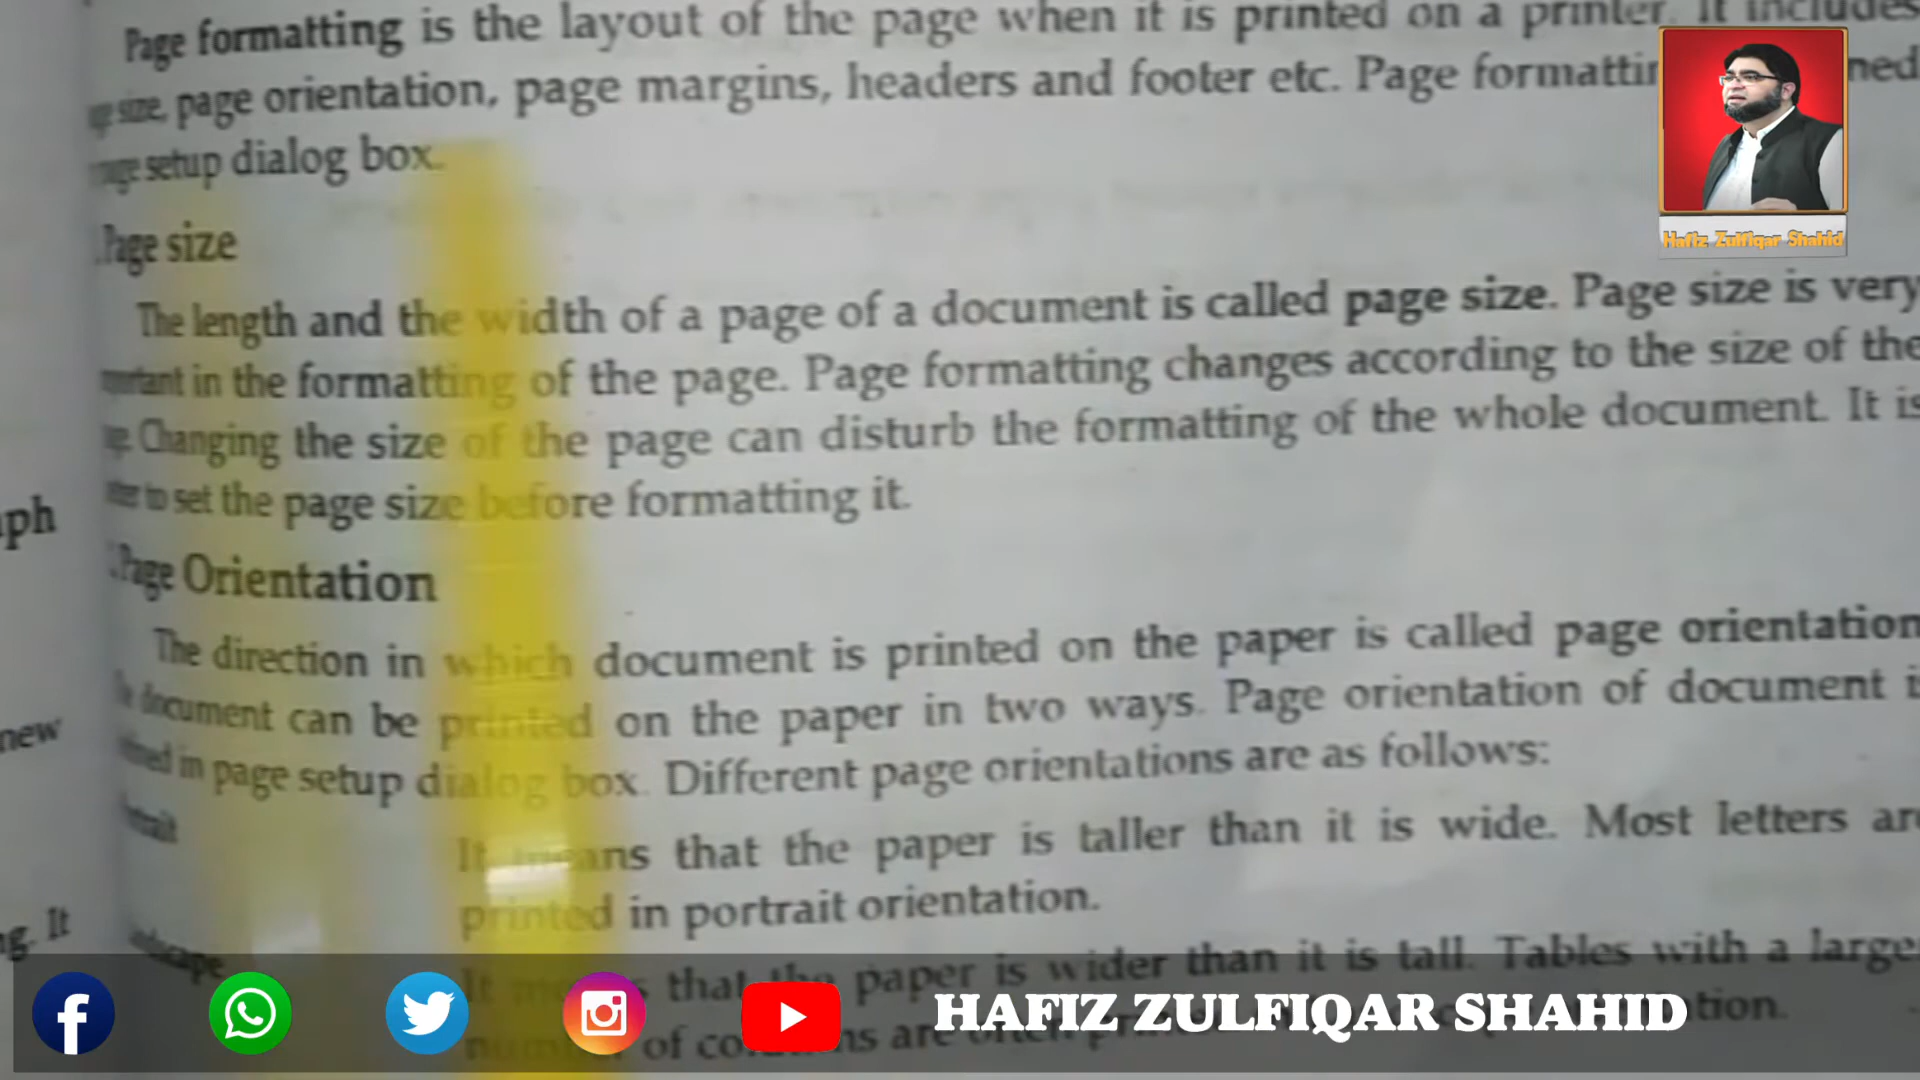 Page formatting is the layout of the page when it is printed on a printer. It includes
size, page orientation, page margins, headers and footer etc. Page
setup dialog box.
Page size
The length and the width of a page of a document is called page size. Page size is very
in the formatting of the page. Page formatting changes according to the size of the
Changing the size of the page can disturb the formatting of the whole document. It is
to set the page size before formatting it.
Page Orientation
The direction in which document is printed on the paper is called page orientation
document can be printed on the paper in two ways. Page orientation of document
in page setup dialog box. Different page orientations are as follows:
It means that the paper is taller than it is wide. Most letters
printed in portrait orientation.
It that the paper is wider than it is tall. Tables with a
number of are often
ph
new
It
Hafiz Zulfiqar Shahid
HAFIZ ZULFIQAR SHAHID